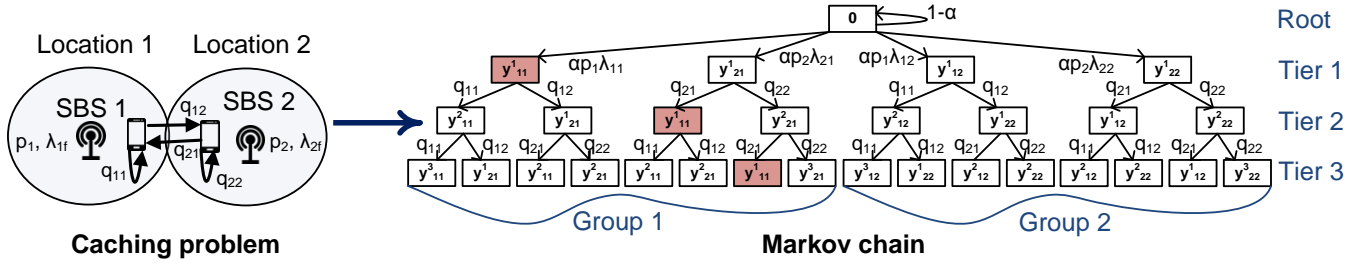 Location 1 Location 2
SBS 1 SBS 2
q₁₂
p₁, λ₁f
q₂₁
p₂, λ₂f
q₁₁
q₂₂
Caching problem
0
1-α
Root
αp₁λ₁₁ αp₂λ₂₁ αp₁λ₁₂ αp₂λ₂₂
y¹₁₁ y¹₂₁ y¹₁₂ y¹₂₂ Tier 1
q₁₁ q₁₂ q₂₁ q₂₂ q₁₁ q₁₂ q₂₁ q₂₂
y²₁₁ y¹₂₁ y¹₁₁ y²₂₁ y²₁₂ y¹₂₂ y¹₁₂ y²₂₂ Tier 2
q₁₁ q₁₂ q₂₁ q₂₂ q₁₁ q₁₂ q₂₁ q₂₂ q₁₁ q₁₂ q₂₁ q₂₂ q₁₁ q₁₂ q₂₁ q₂₂
y³₁₁ y¹₂₂ y²₁₁ y²₂₁ y²₁₁ y²₂₁ y¹₁₁ y³₂₁ y³₁₂ y¹₂₂ y²₁₂ y²₂₂ y²₁₂ y²₂₂ y¹₁₂ y³₂₂ Tier 3
Group 1 Group 2
Markov chain